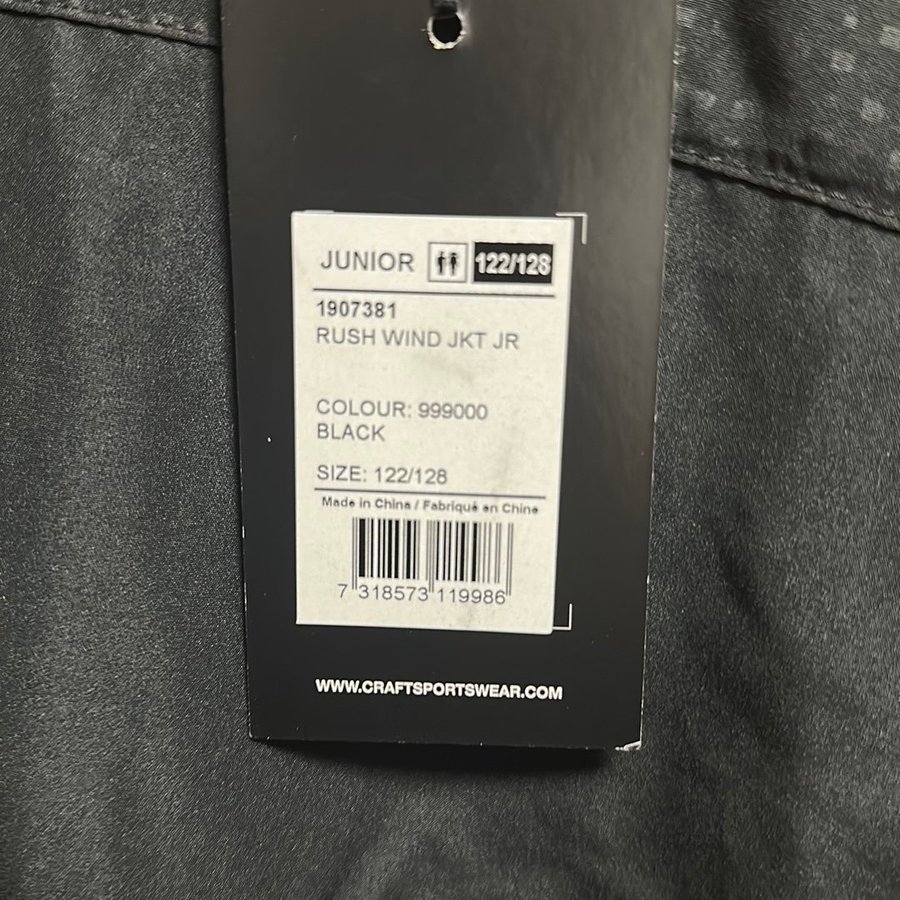 JUNIOR 122/128
1907381
RUSH WIND JKT JR
COLOUR: 999000
BLACK
SIZE: 122/128
Made in China / Fabriqué en Chine
7 318573 119986
WWW.CRAFTSPORTSWEAR.COM